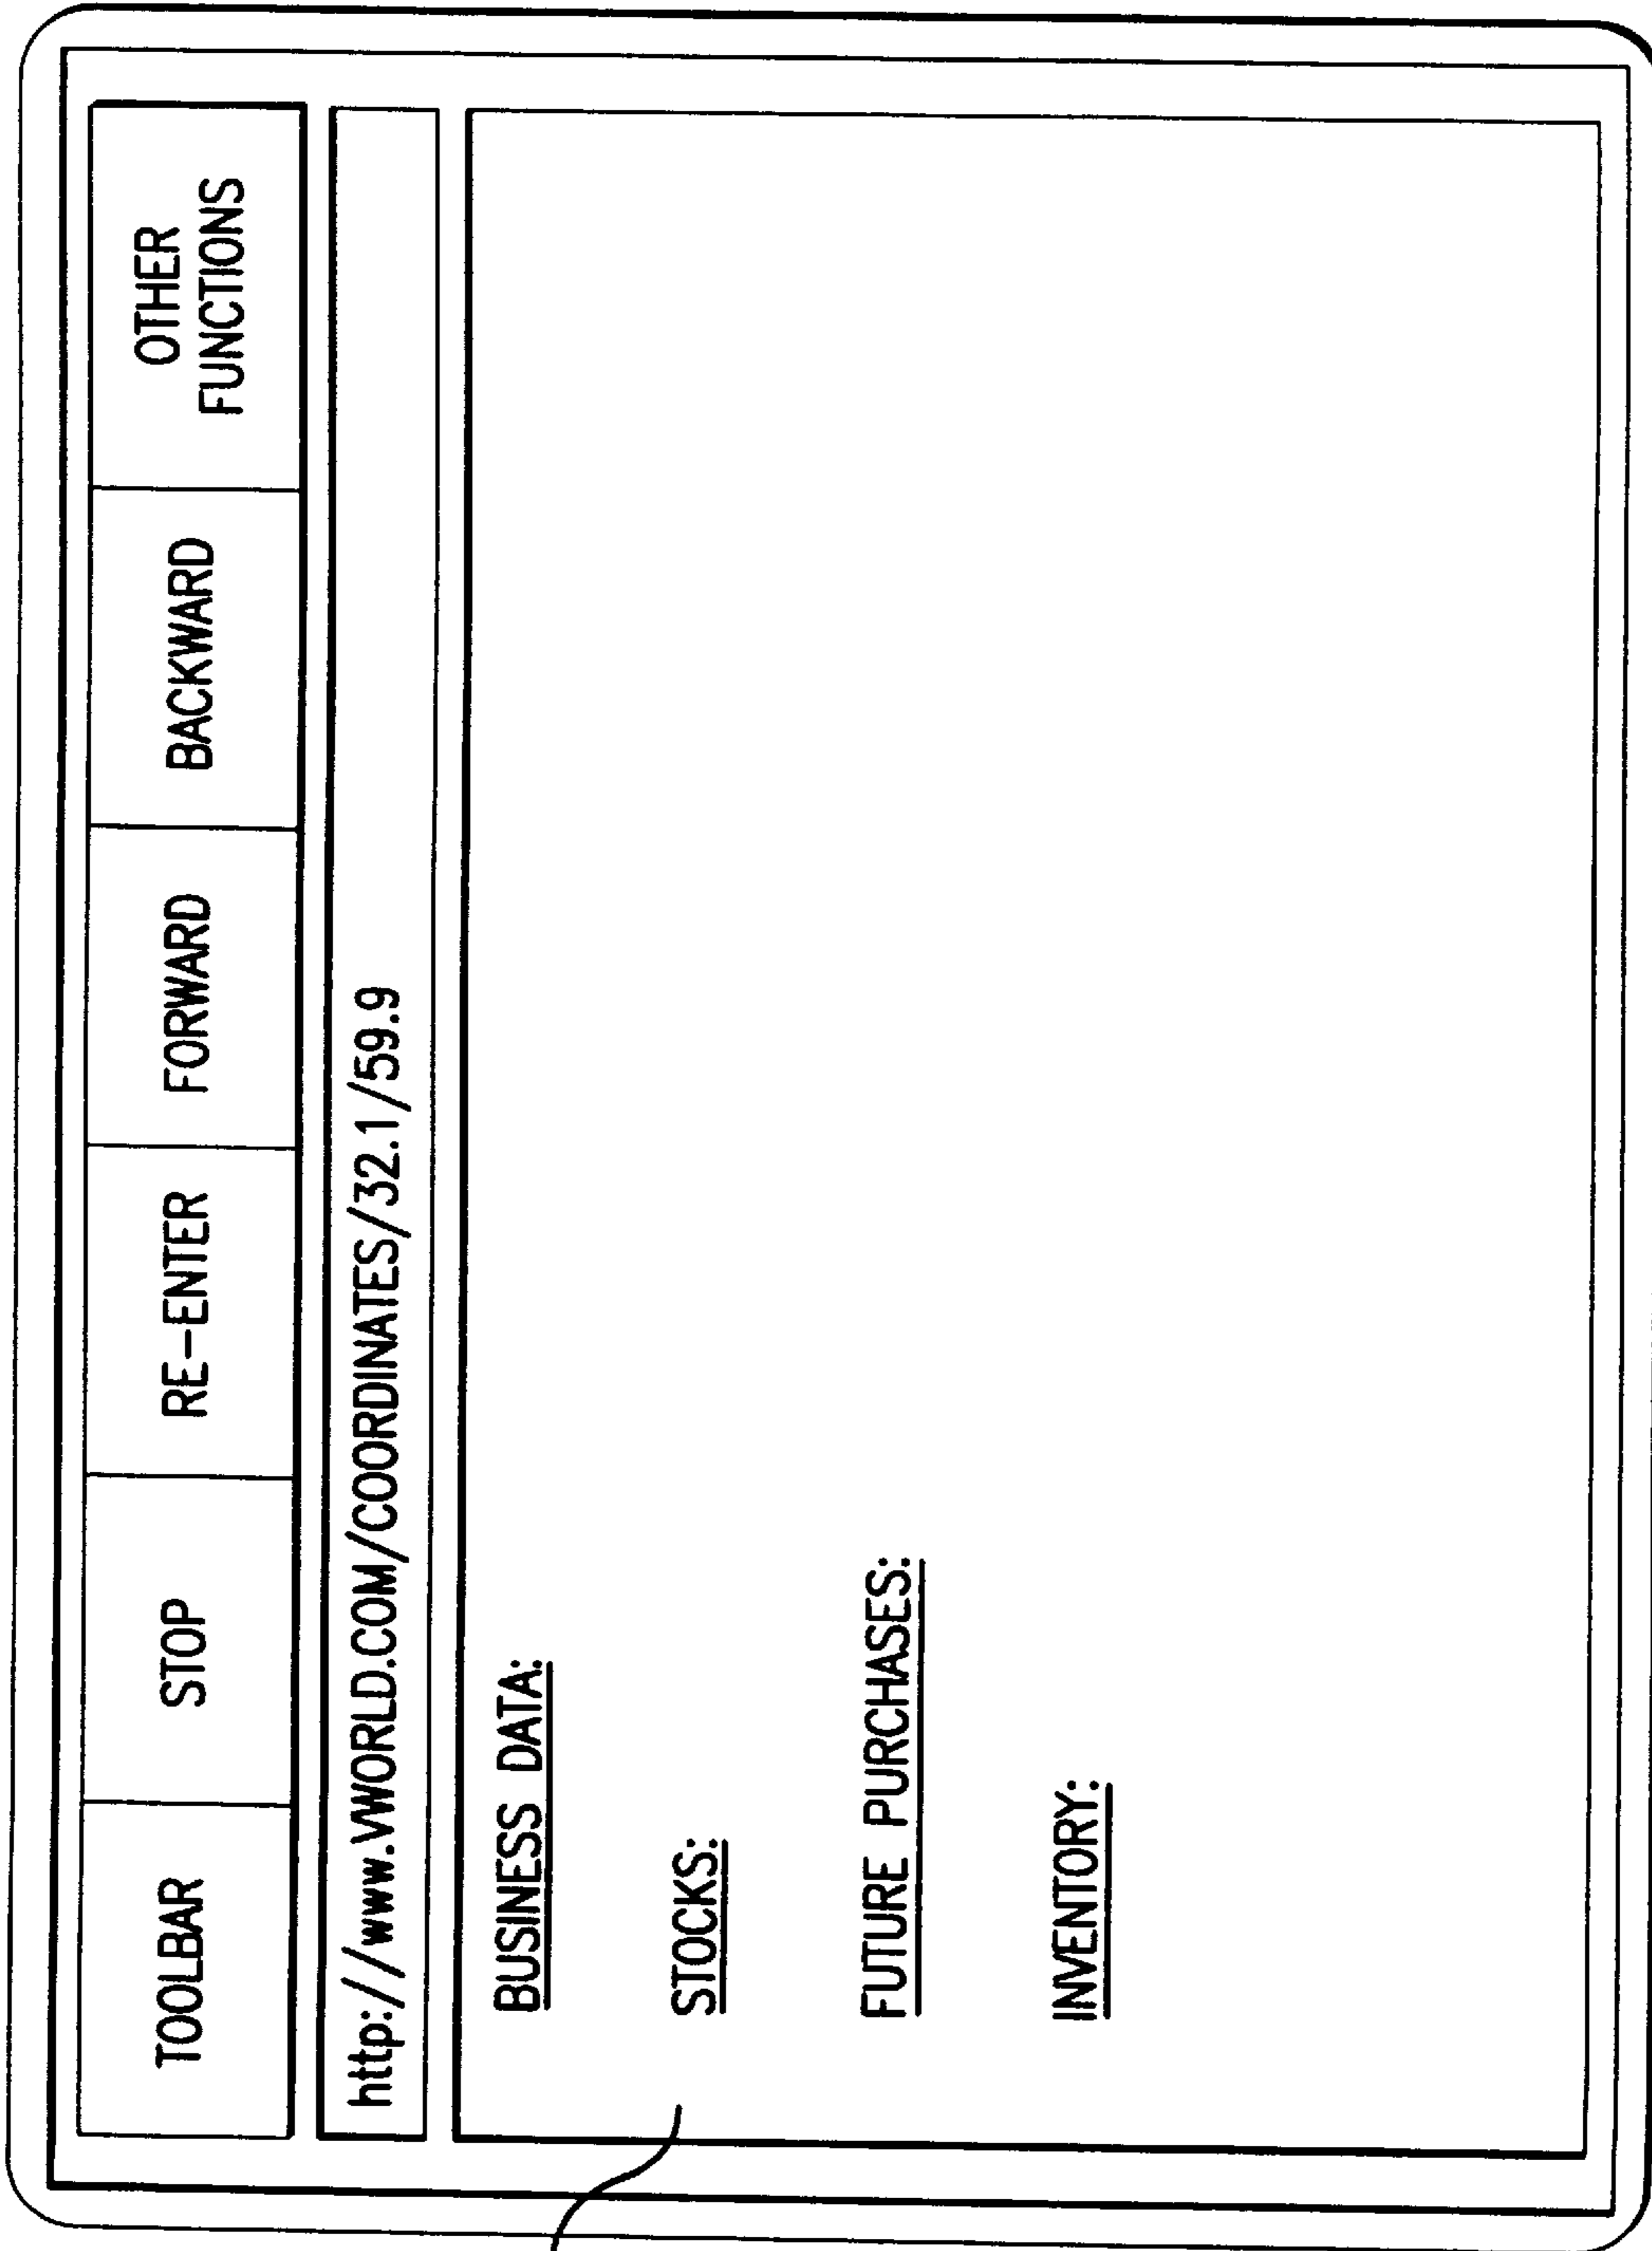 TOOLBAR
STOP
RE-ENTER
FORWARD
BACKWARD
OTHER
FUNCTIONS
http://www.VWORLD.COM/COORDINATES/32.1/59.9
BUSINESS DATA:
STOCKS:
FUTURE PURCHASES:
INVENTORY: